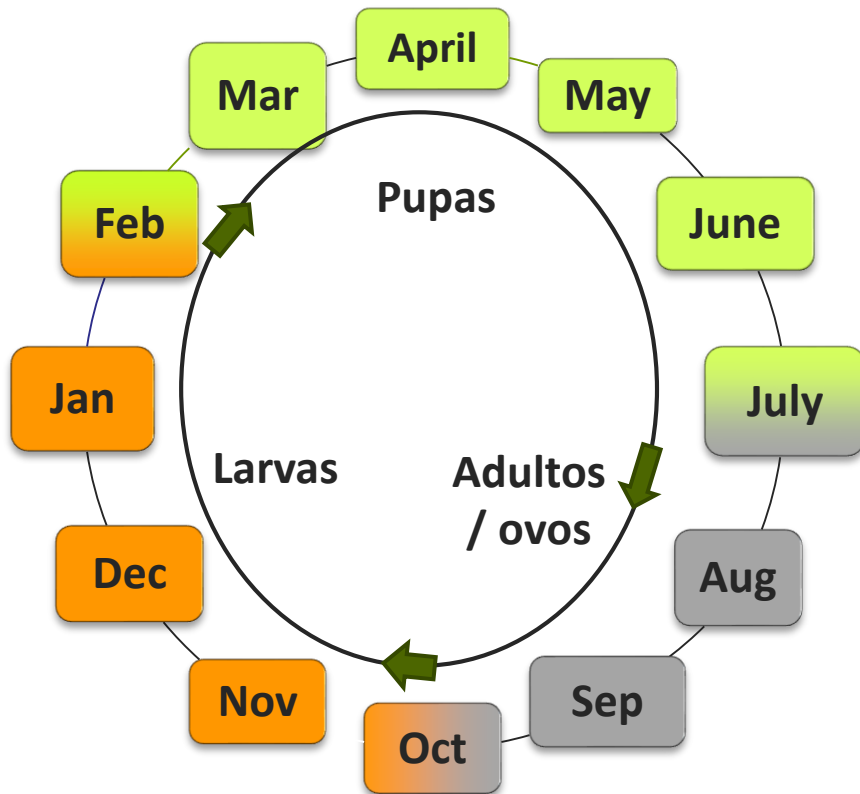 April
Mar
May
Pupas
Feb
June
Jan
July
Larvas
Adultos
/ ovos
Dec
Aug
Nov
Sep
Oct